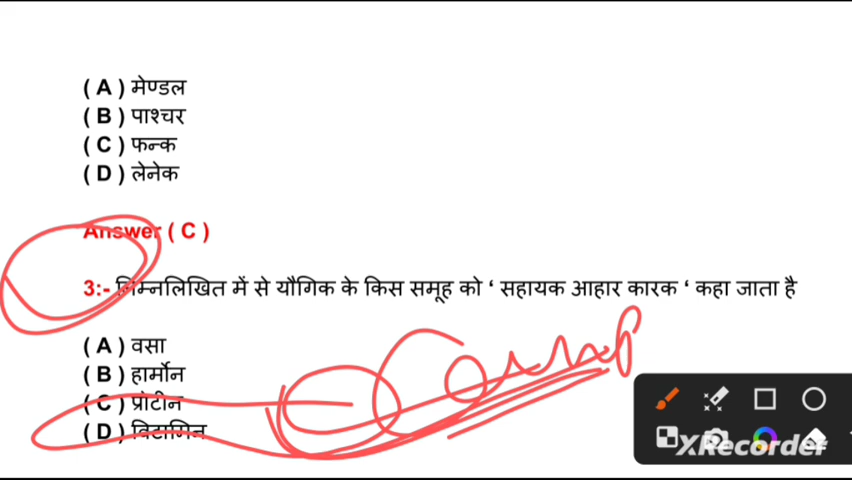 ( A ) मेण्डल
( B ) पाश्चर
( C ) फन्क
( D ) लेनेक
Answer ( C )
3:- निम्नलिखित में से यौगिक के किस समूह को ‘ सहायक आहार कारक ‘ कहा जाता है
( A ) वसा
( B ) हार्मोन
( C ) प्रोटीन
( D ) विटामिन
XRecorder